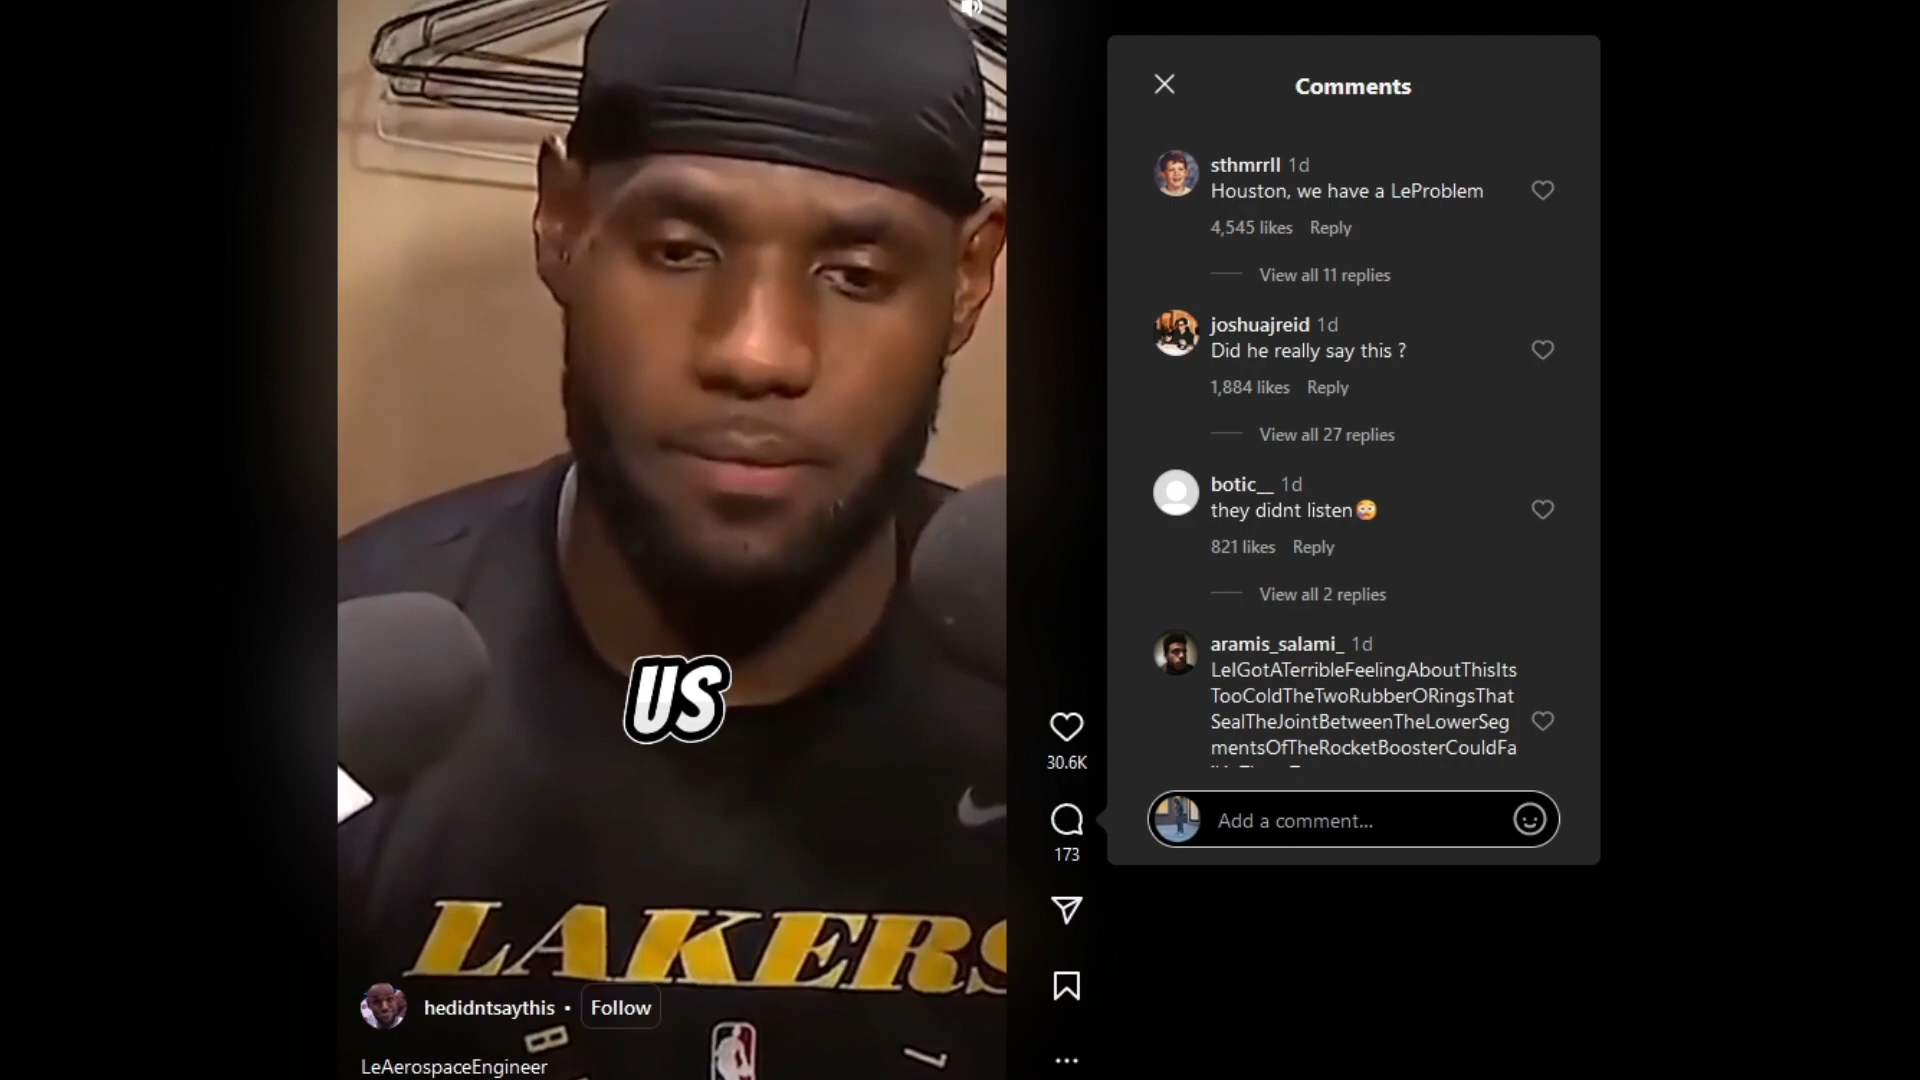 US
LAKERS
hedidntsaythis • Follow
LeAerospaceEngineer
30.6K
173
Comments
sthmrrll 1d
Houston, we have a LeProblem
4,545 likes Reply
View all 11 replies
joshuajreid 1d
Did he really say this ?
1,884 likes Reply
View all 27 replies
botic__ 1d
they didnt listen😳
821 likes Reply
View all 2 replies
aramis_salami_ 1d
LeIGotATerribleFeelingAboutThisIts
TooColdTheTwoRubberORingsThat
SealTheJointBetweenTheLowerSeg
mentsOfTheRocketBoosterCouldFa
Add a comment...